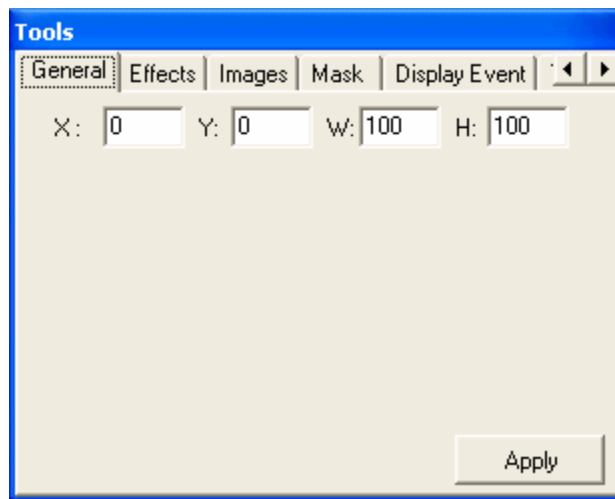 Tools
General Effects Images Mask Display Event
X: 0 Y: 0 W: 100 H: 100
Apply